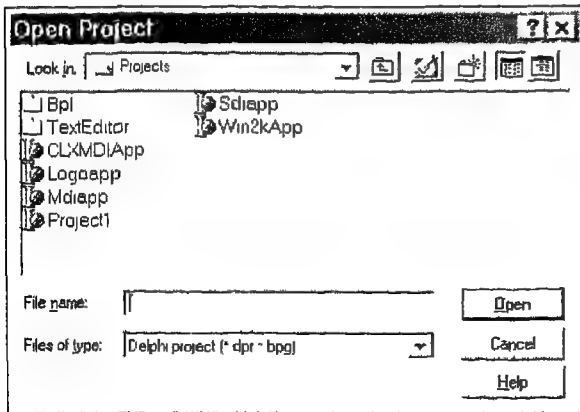 Open Project
Look in: Projects
Bpl
TextEditor
CLXMDIApp
Logoapp
Mdiapp
Project1
Sdiapp
Win2kApp
File name:
Open
Files of type: Delphi project (*.dpr *.bpg)
Cancel
Help